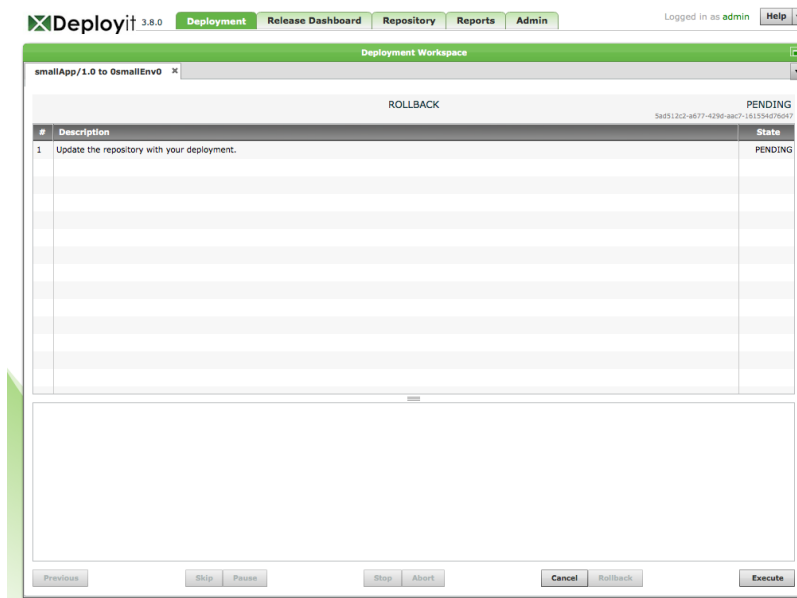 Deployit 3.8.0 Deployment Release Dashboard Repository Reports Admin Logged in as admin Help
Deployment Workspace
smallApp/1.0 to 0smallEnv0
ROLLBACK PENDING
5ad512c2-a677-429d-aac7-161554d76d47
# Description State
1 Update the repository with your deployment. PENDING
Previous Skip Pause Stop Abort Cancel Rollback Execute